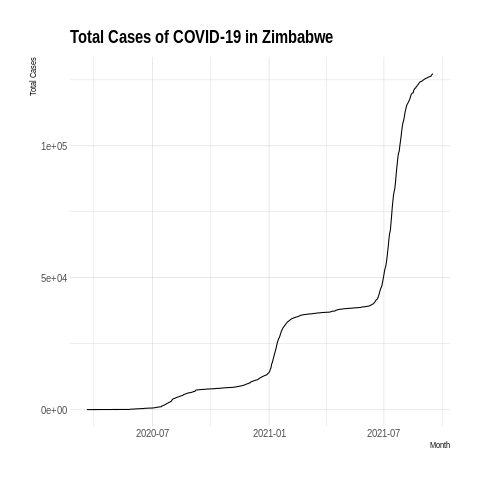 Total Cases of COVID-19 in Zimbabwe
Total Cases
1e+05
5e+04
0e+00
2020-07
2021-01
2021-07
Month